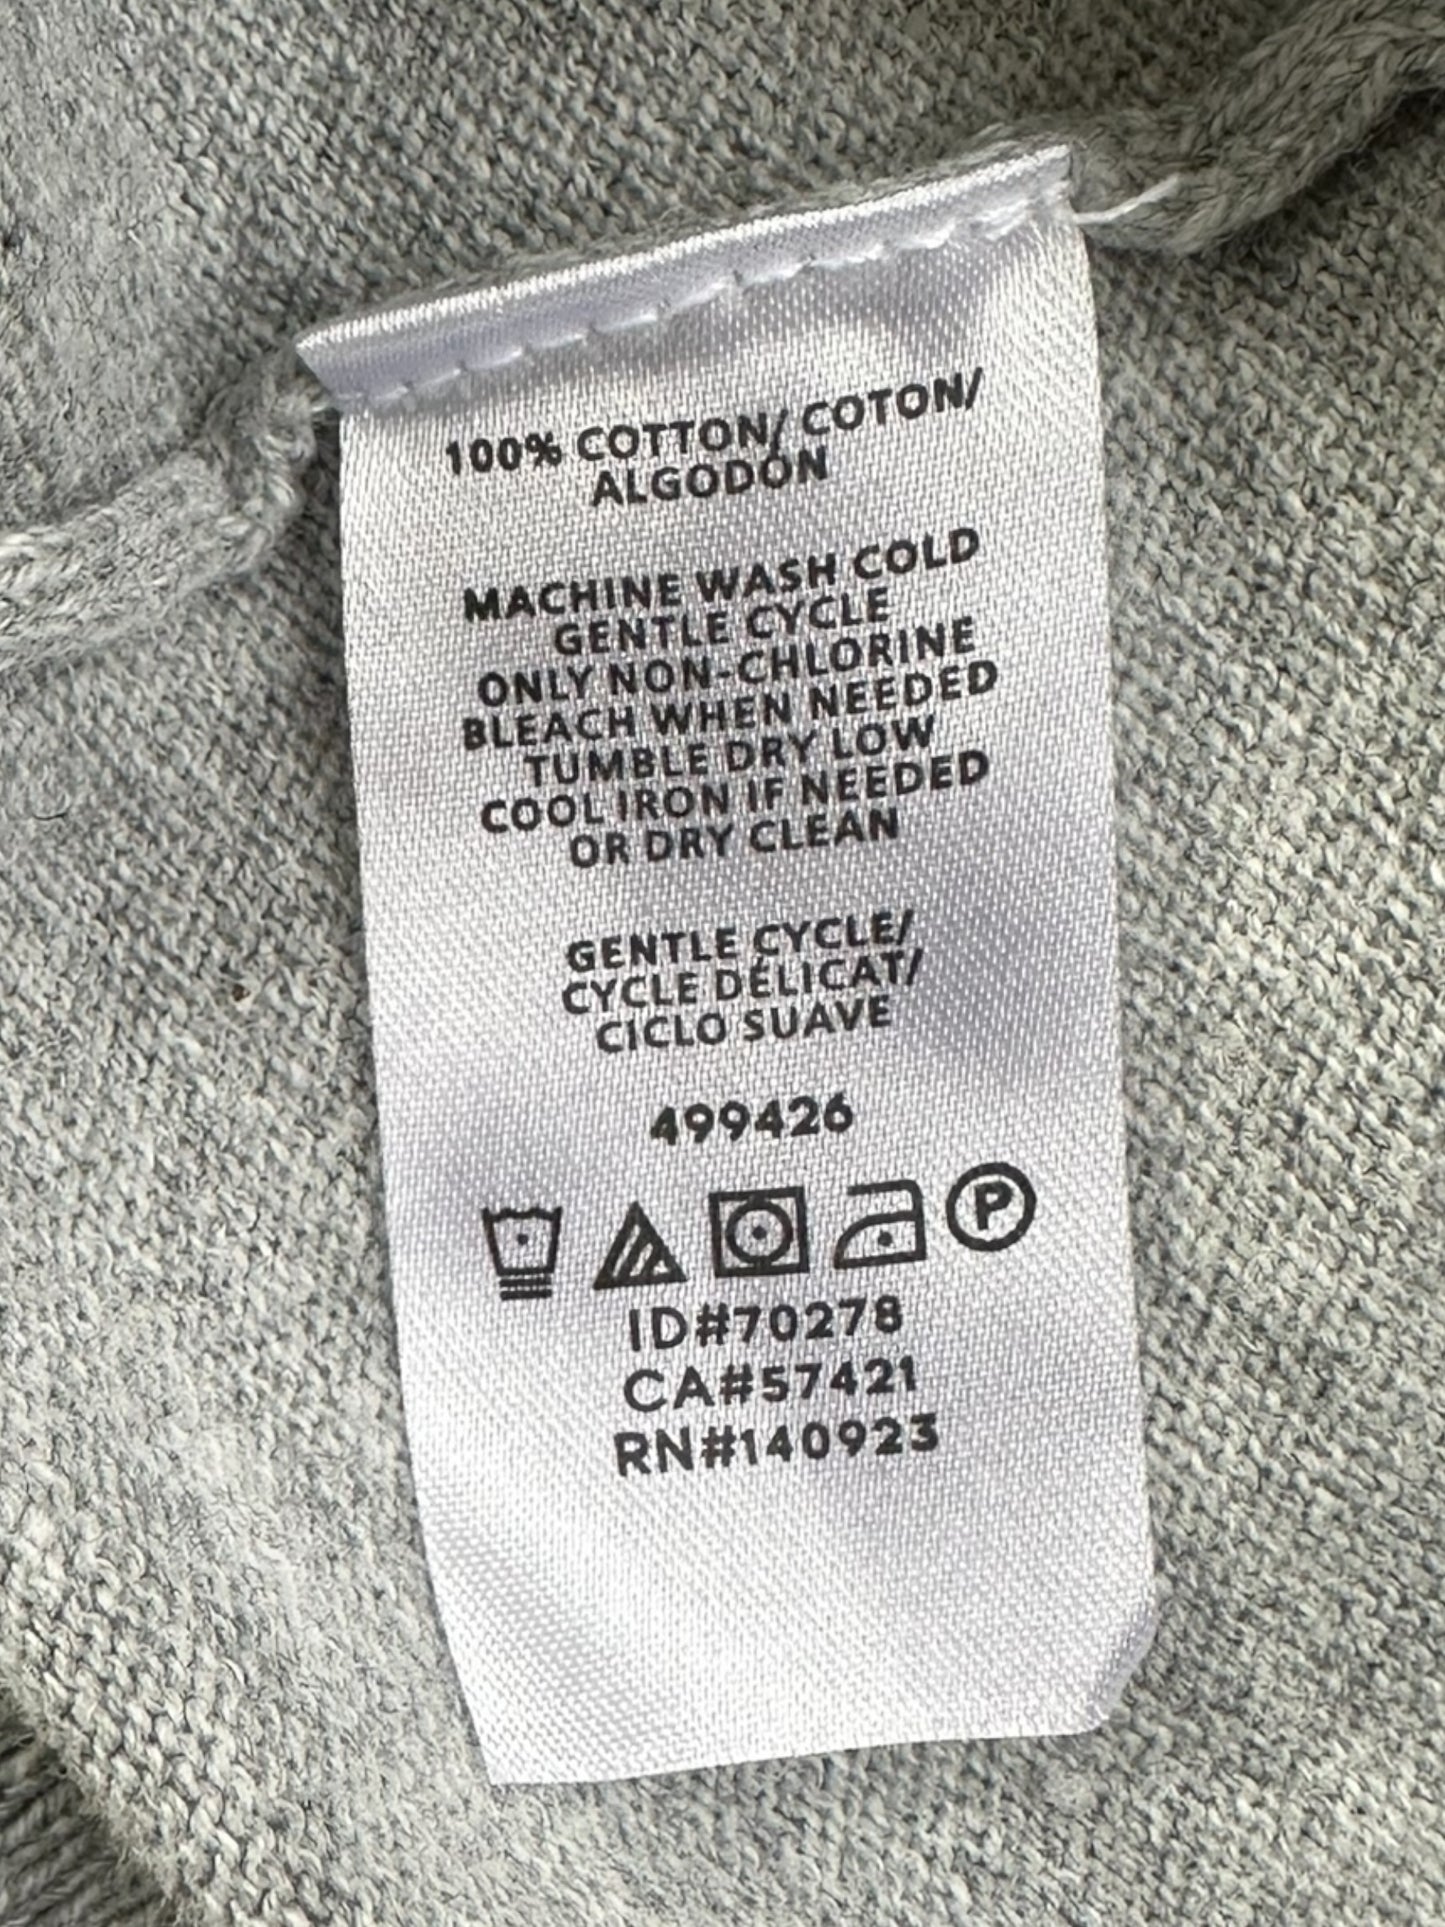 100% COTTON/ COTON/
ALGODÓN
MACHINE WASH COLD
GENTLE CYCLE
ONLY NON-CHLORINE
BLEACH WHEN NEEDED
TUMBLE DRY LOW
COOL IRON IF NEEDED
OR DRY CLEAN
GENTLE CYCLE/
CYCLE DÉLICAT/
CICLO SUAVE
499426
P
ID#70278
CA#57421
RN#140923